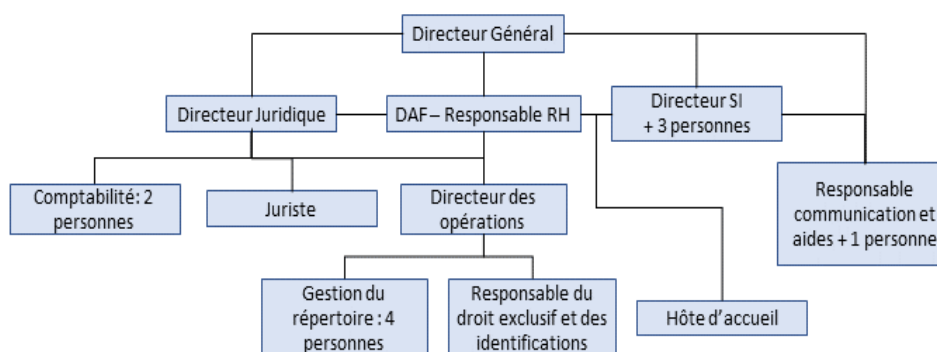 Directeur Général
Directeur Juridique
DAF – Responsable RH
Directeur SI
+ 3 personnes
Comptabilité: 2
personnes
Juriste
Directeur des
opérations
Responsable
communication et
aides + 1 personne
Gestion du
répertoire : 4
personnes
Responsable du
droit exclusif et des
identifications
Hôte d’accueil